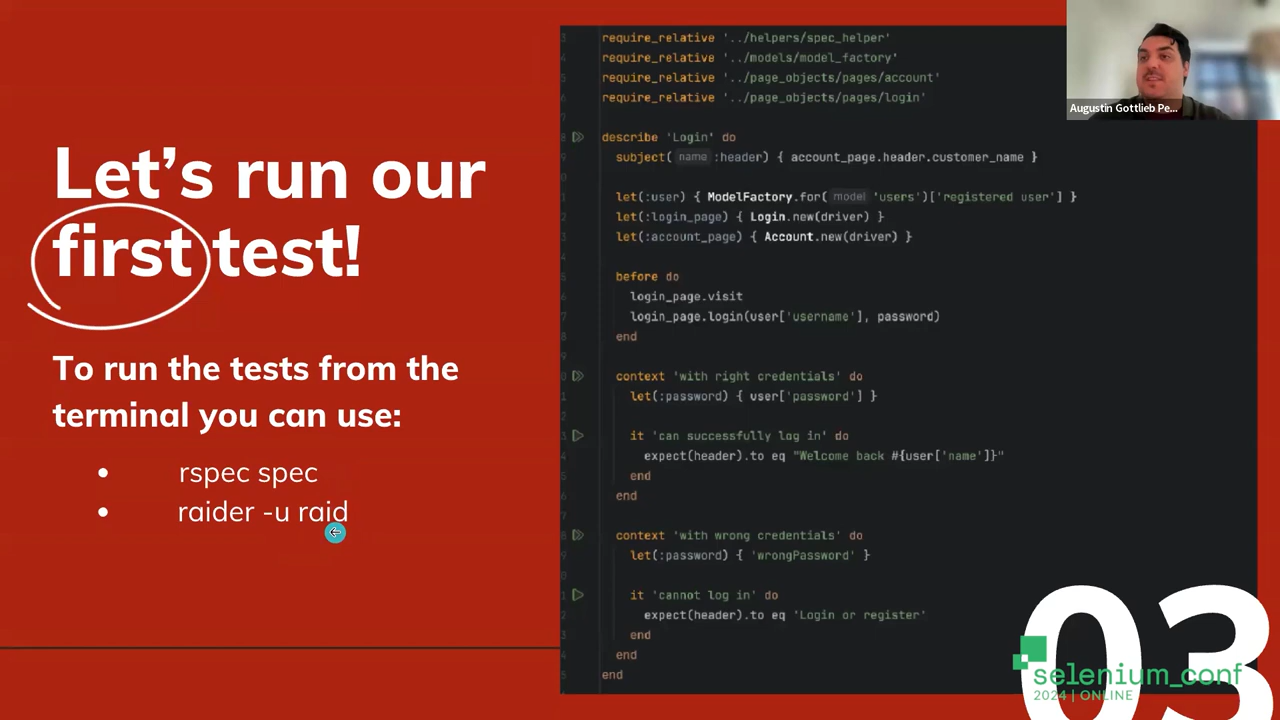 Let's run our
first test!
To run the tests from the
terminal you can use:
• rspec spec
• raider -u raid
require_relative '../helpers/spec_helper'
require_relative '../models/model_factory'
require_relative '../page_objects/pages/account'
require_relative '../page_objects/pages/login'
describe 'Login' do
subject( name :header) { account_page.header.customer_name }
let(:user) { ModelFactory.for( model 'users')['registered user'] }
let(:login_page) { Login.new(driver) }
let(:account_page) { Account.new(driver) }
before do
login_page.visit
login_page.login(user['username'], password)
end
context 'with right credentials' do
let(:password) { user['password'] }
it 'can successfully log in' do
expect(header).to eq "Welcome back #{user['name']}"
end
end
context 'with wrong credentials' do
let(:password) { 'wrongPassword' }
it 'cannot log in' do
expect(header).to eq 'Login or register'
end
end
end
Augustin Gottlieb Pe...
03
selenium_conf
2024 | ONLINE